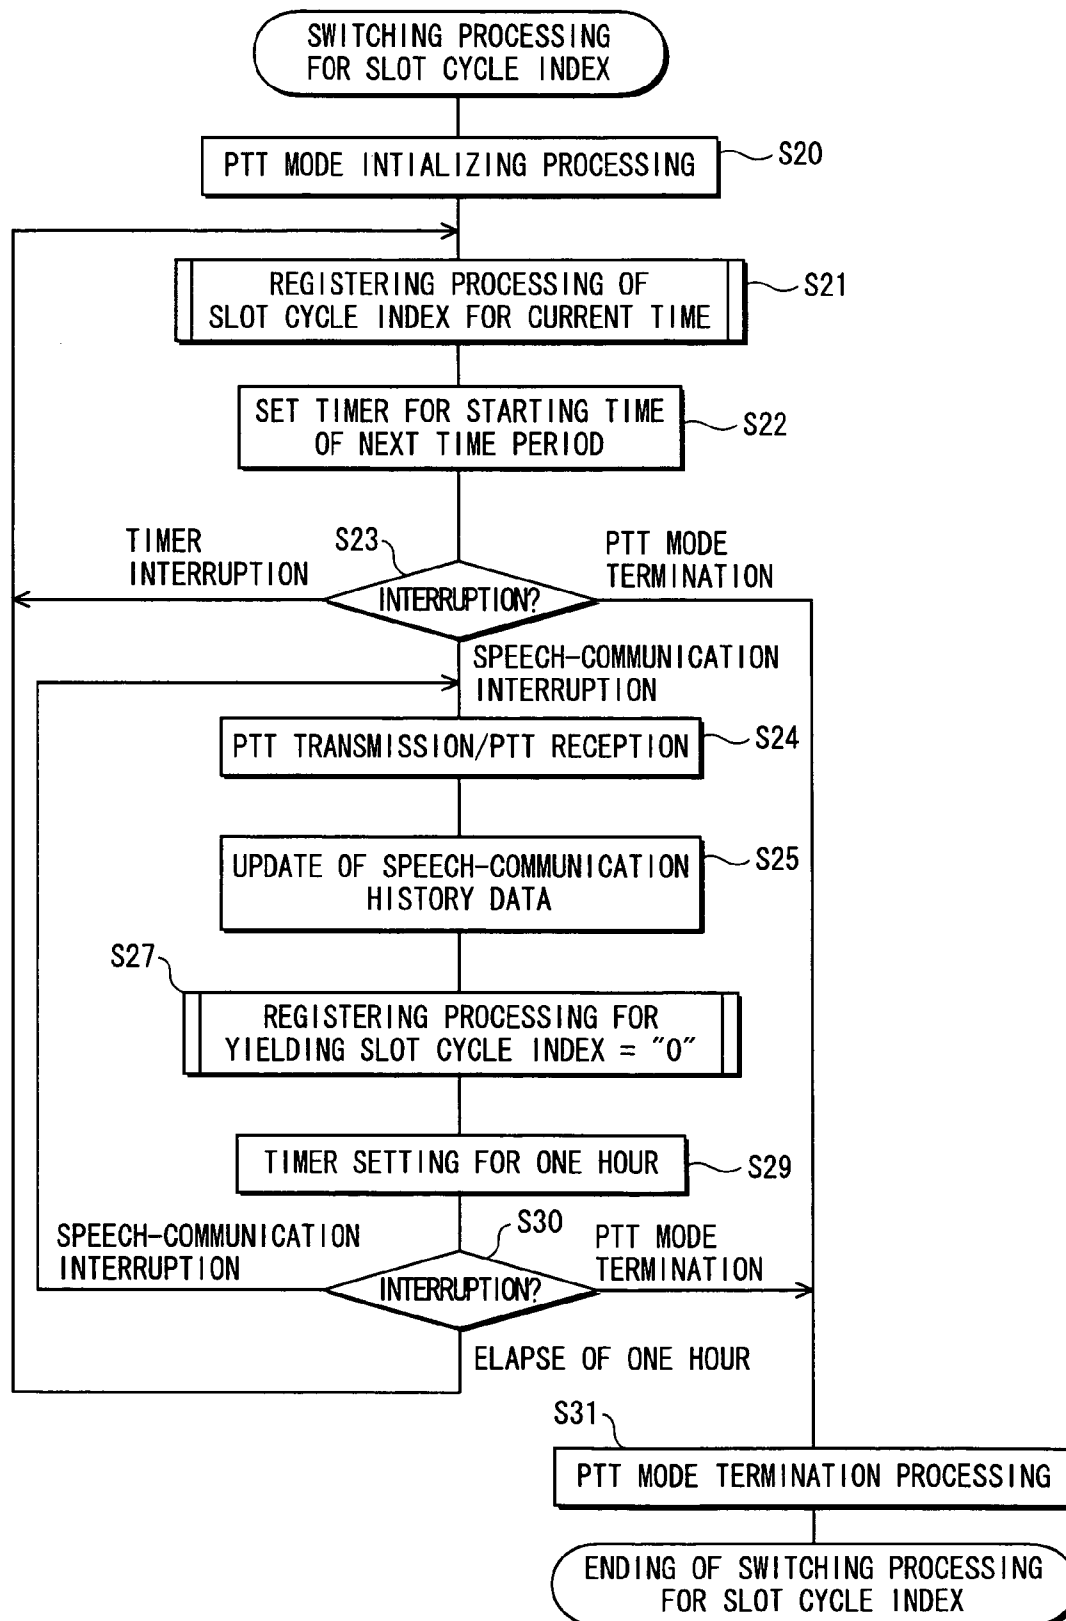 SWITCHING PROCESSING
FOR SLOT CYCLE INDEX
PTT MODE INTIALIZING PROCESSING
S20
REGISTERING PROCESSING OF
SLOT CYCLE INDEX FOR CURRENT TIME
S21
SET TIMER FOR STARTING TIME
OF NEXT TIME PERIOD
S22
TIMER
INTERRUPTION
S23
PTT MODE
TERMINATION
INTERRUPTION?
SPEECH-COMMUNICATION
INTERRUPTION
PTT TRANSMISSION/PTT RECEPTION
S24
UPDATE OF SPEECH-COMMUNICATION
HISTORY DATA
S25
S27
REGISTERING PROCESSING FOR
YIELDING SLOT CYCLE INDEX = "0"
TIMER SETTING FOR ONE HOUR
S29
SPEECH-COMMUNICATION
INTERRUPTION
S30
PTT MODE
TERMINATION
INTERRUPTION?
ELAPSE OF ONE HOUR
S31
PTT MODE TERMINATION PROCESSING
ENDING OF SWITCHING PROCESSING
FOR SLOT CYCLE INDEX